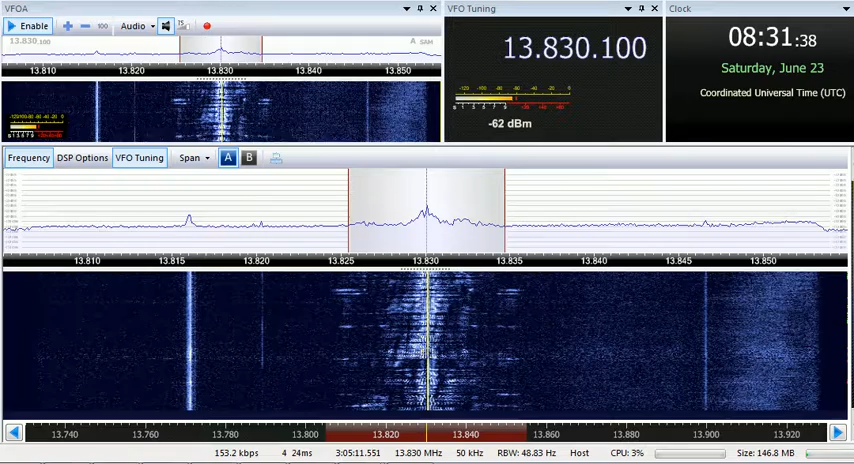 VFOA
Enable 100 Audio
13.830.100 A SAM
13.810 13.820 13.830 13.840 13.850
VFO Tuning
13.830.100
-62 dBm
Clock
08:31:38
Saturday, June 23
Coordinated Universal Time (UTC)
Frequency DSP Options VFO Tuning Span A B
13.810 13.815 13.820 13.825 13.830 13.835 13.840 13.845 13.850
13.740 13.760 13.780 13.800 13.820 13.840 13.860 13.880 13.900 13.920
153.2 kbps 4 24ms 3:05:11.551 13.830 MHz 50 kHz RBW: 48.83 Hz Host CPU: 3% Size: 146.8 MB